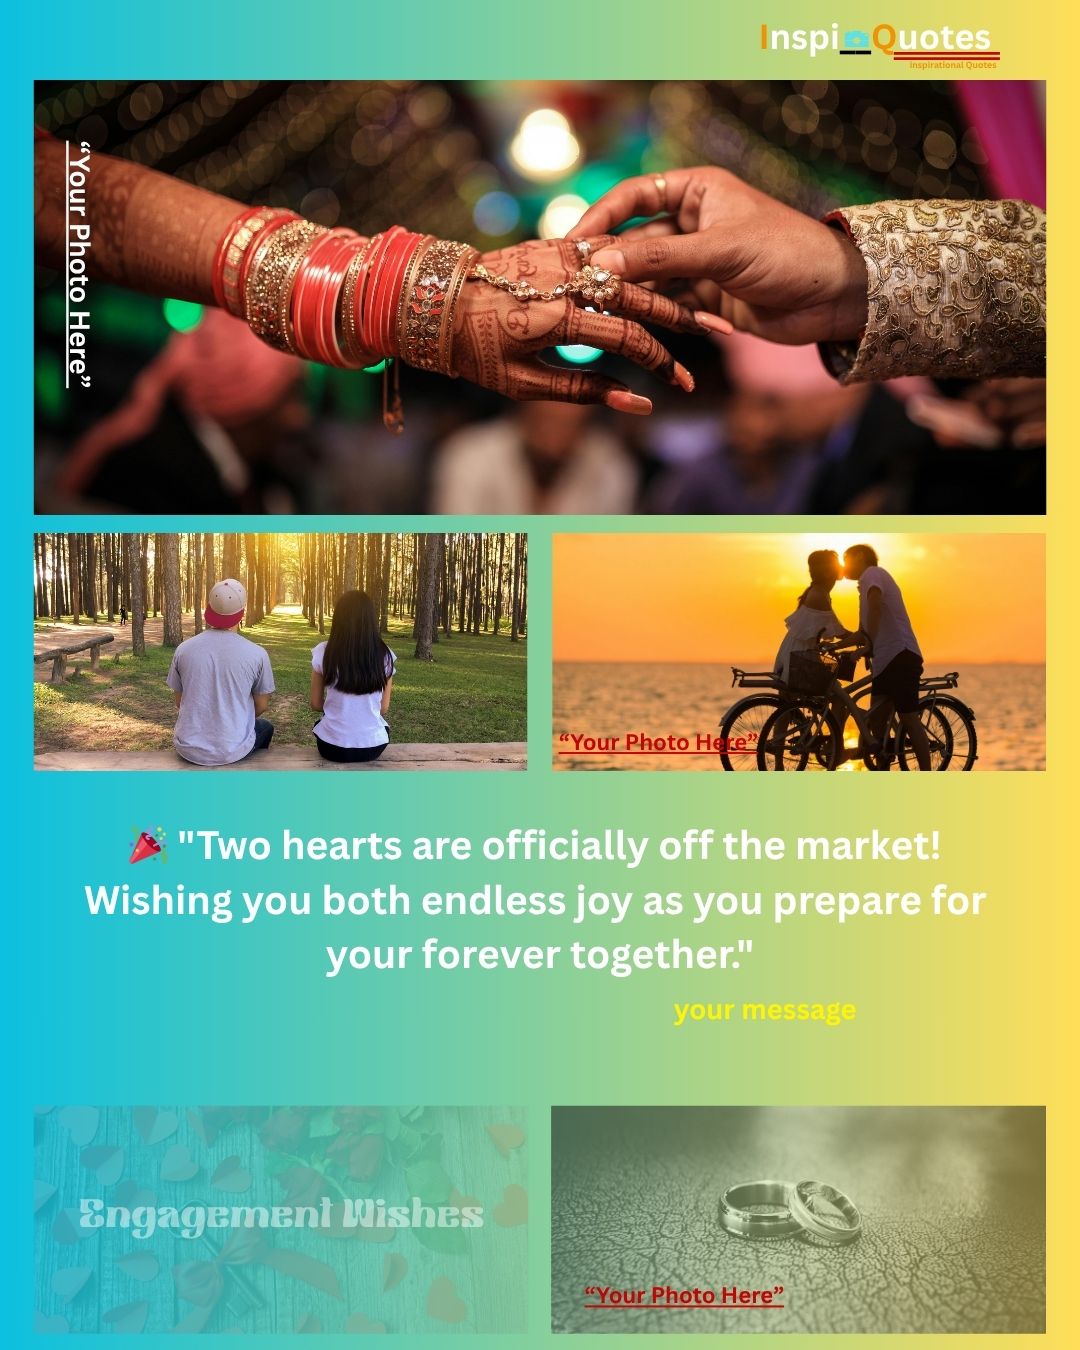 InspiQuotes
inspirational Quotes
“Your Photo Here”
“Your Photo Here”
🎉 "Two hearts are officially off the market!
Wishing you both endless joy as you prepare for
your forever together."
your message
Engagement Wishes
“Your Photo Here”